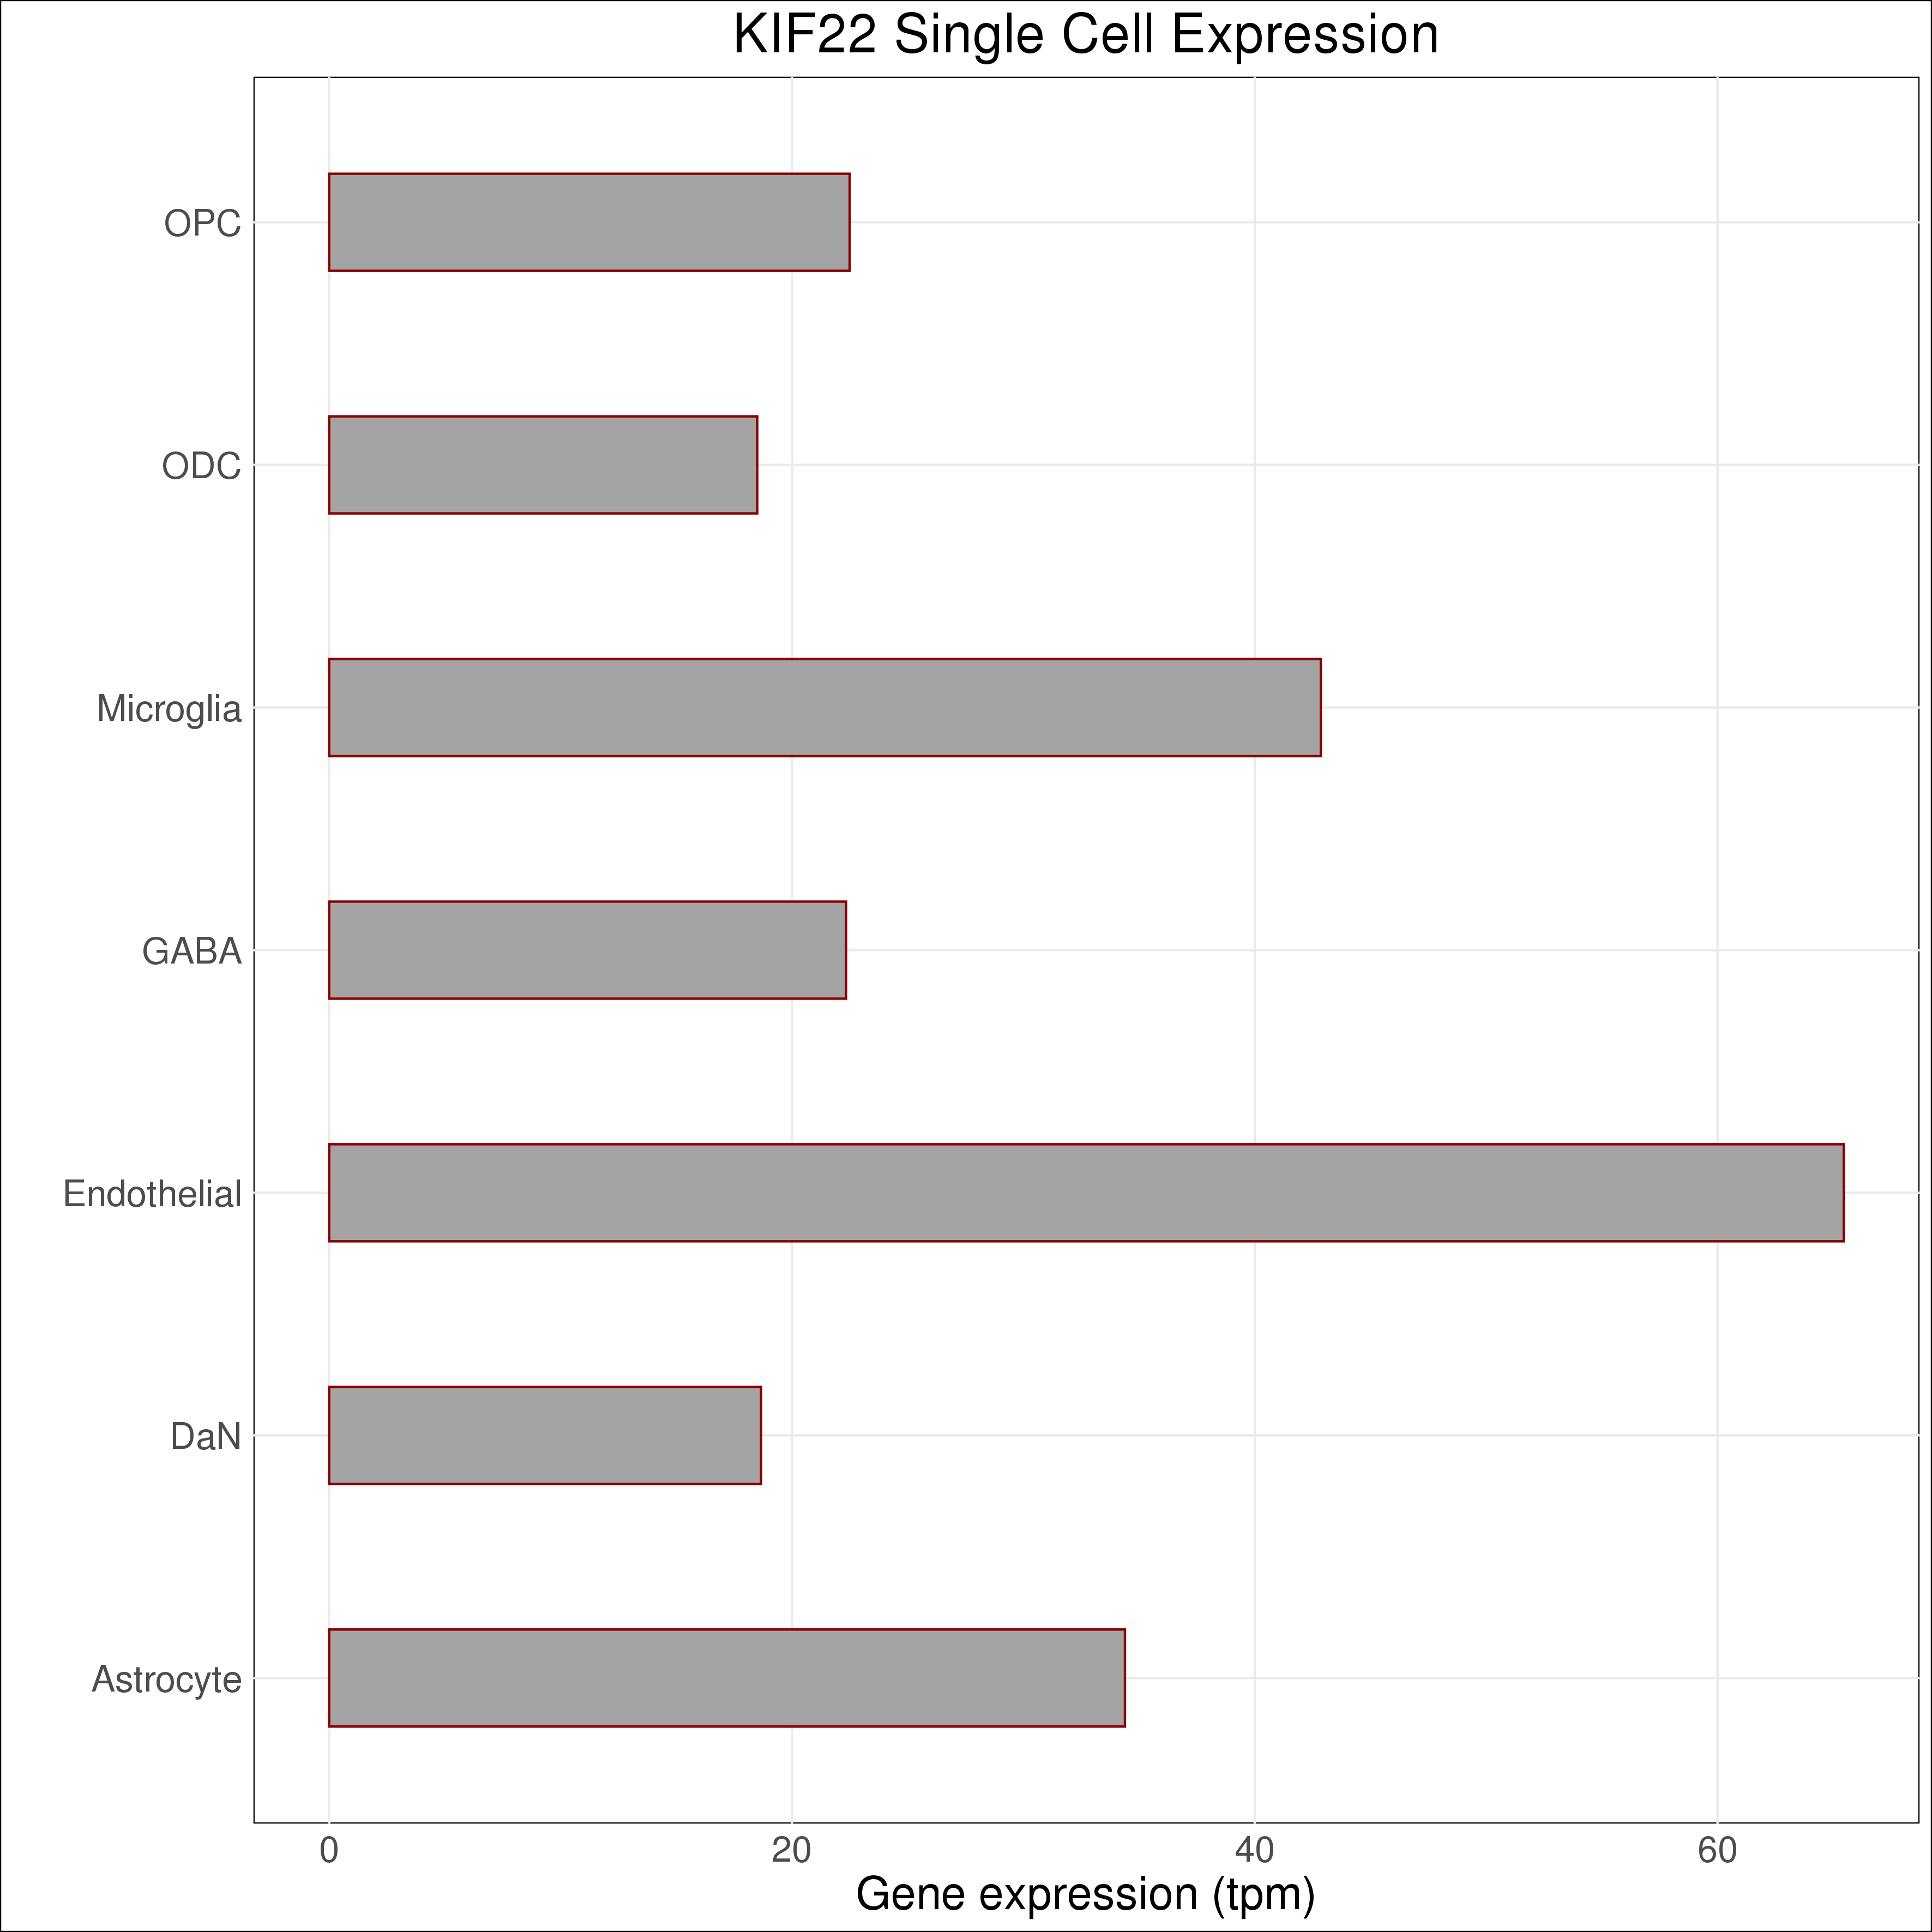 KIF22 Single Cell Expression
OPC
ODC
Microglia
GABA
Endothelial
DaN
Astrocyte
0 20 40 60
Gene expression (tpm)